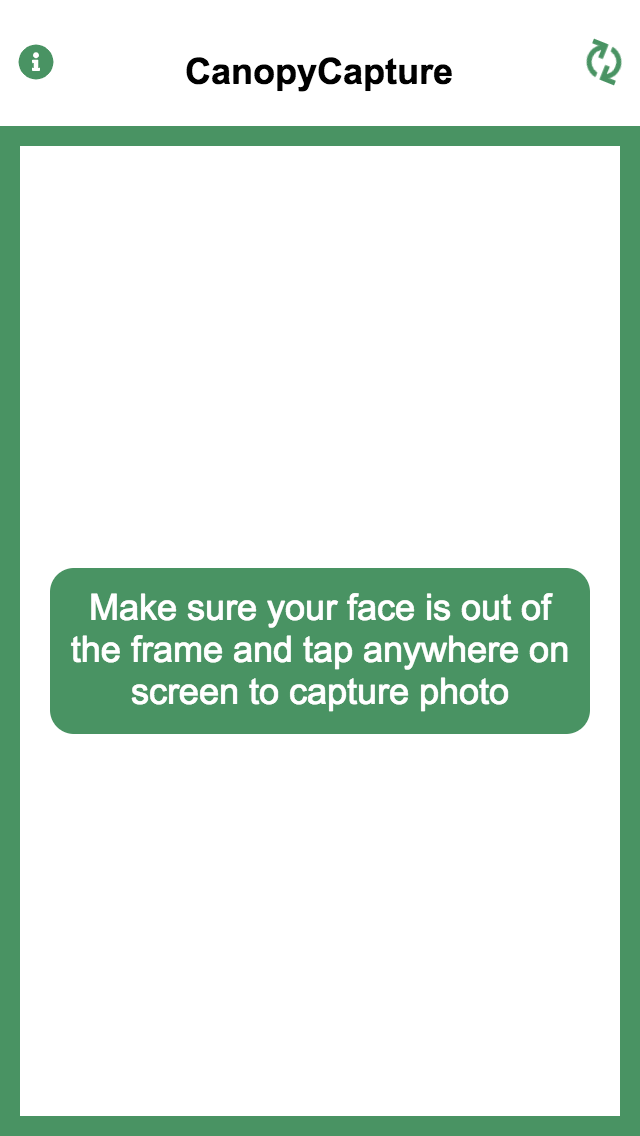 CanopyCapture
Make sure your face is out of
the frame and tap anywhere on
screen to capture photo